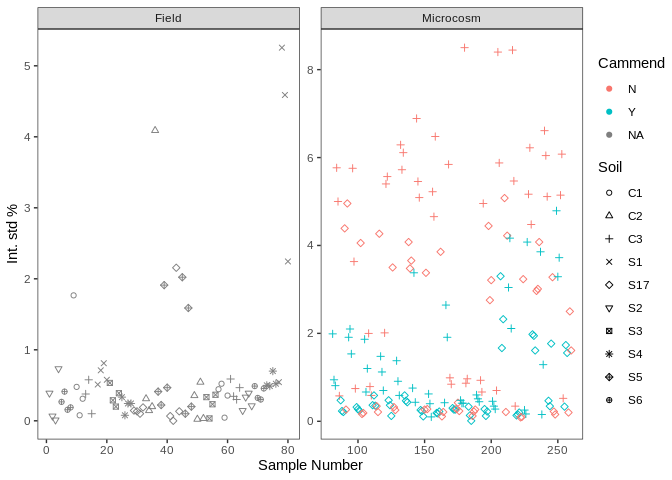 Field
Microcosm
Int. std %
5
4
3
2
1
0
8
6
4
2
0
0
20
40
60
80
100
150
200
250
Sample Number
Cammend
N
Y
NA
Soil
C1
C2
C3
S1
S17
S2
S3
S4
S5
S6